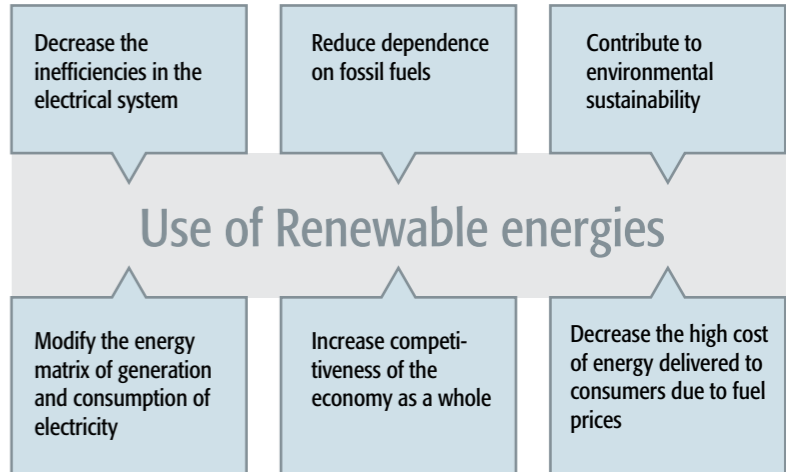 Decrease the
inefficiencies in the
electrical system
Reduce dependence
on fossil fuels
Contribute to
environmental
sustainability
Use of Renewable energies
Modify the energy
matrix of generation
and consumption of
electricity
Increase competi-
tiveness of the
economy as a whole
Decrease the high cost
of energy delivered to
consumers due to fuel
prices